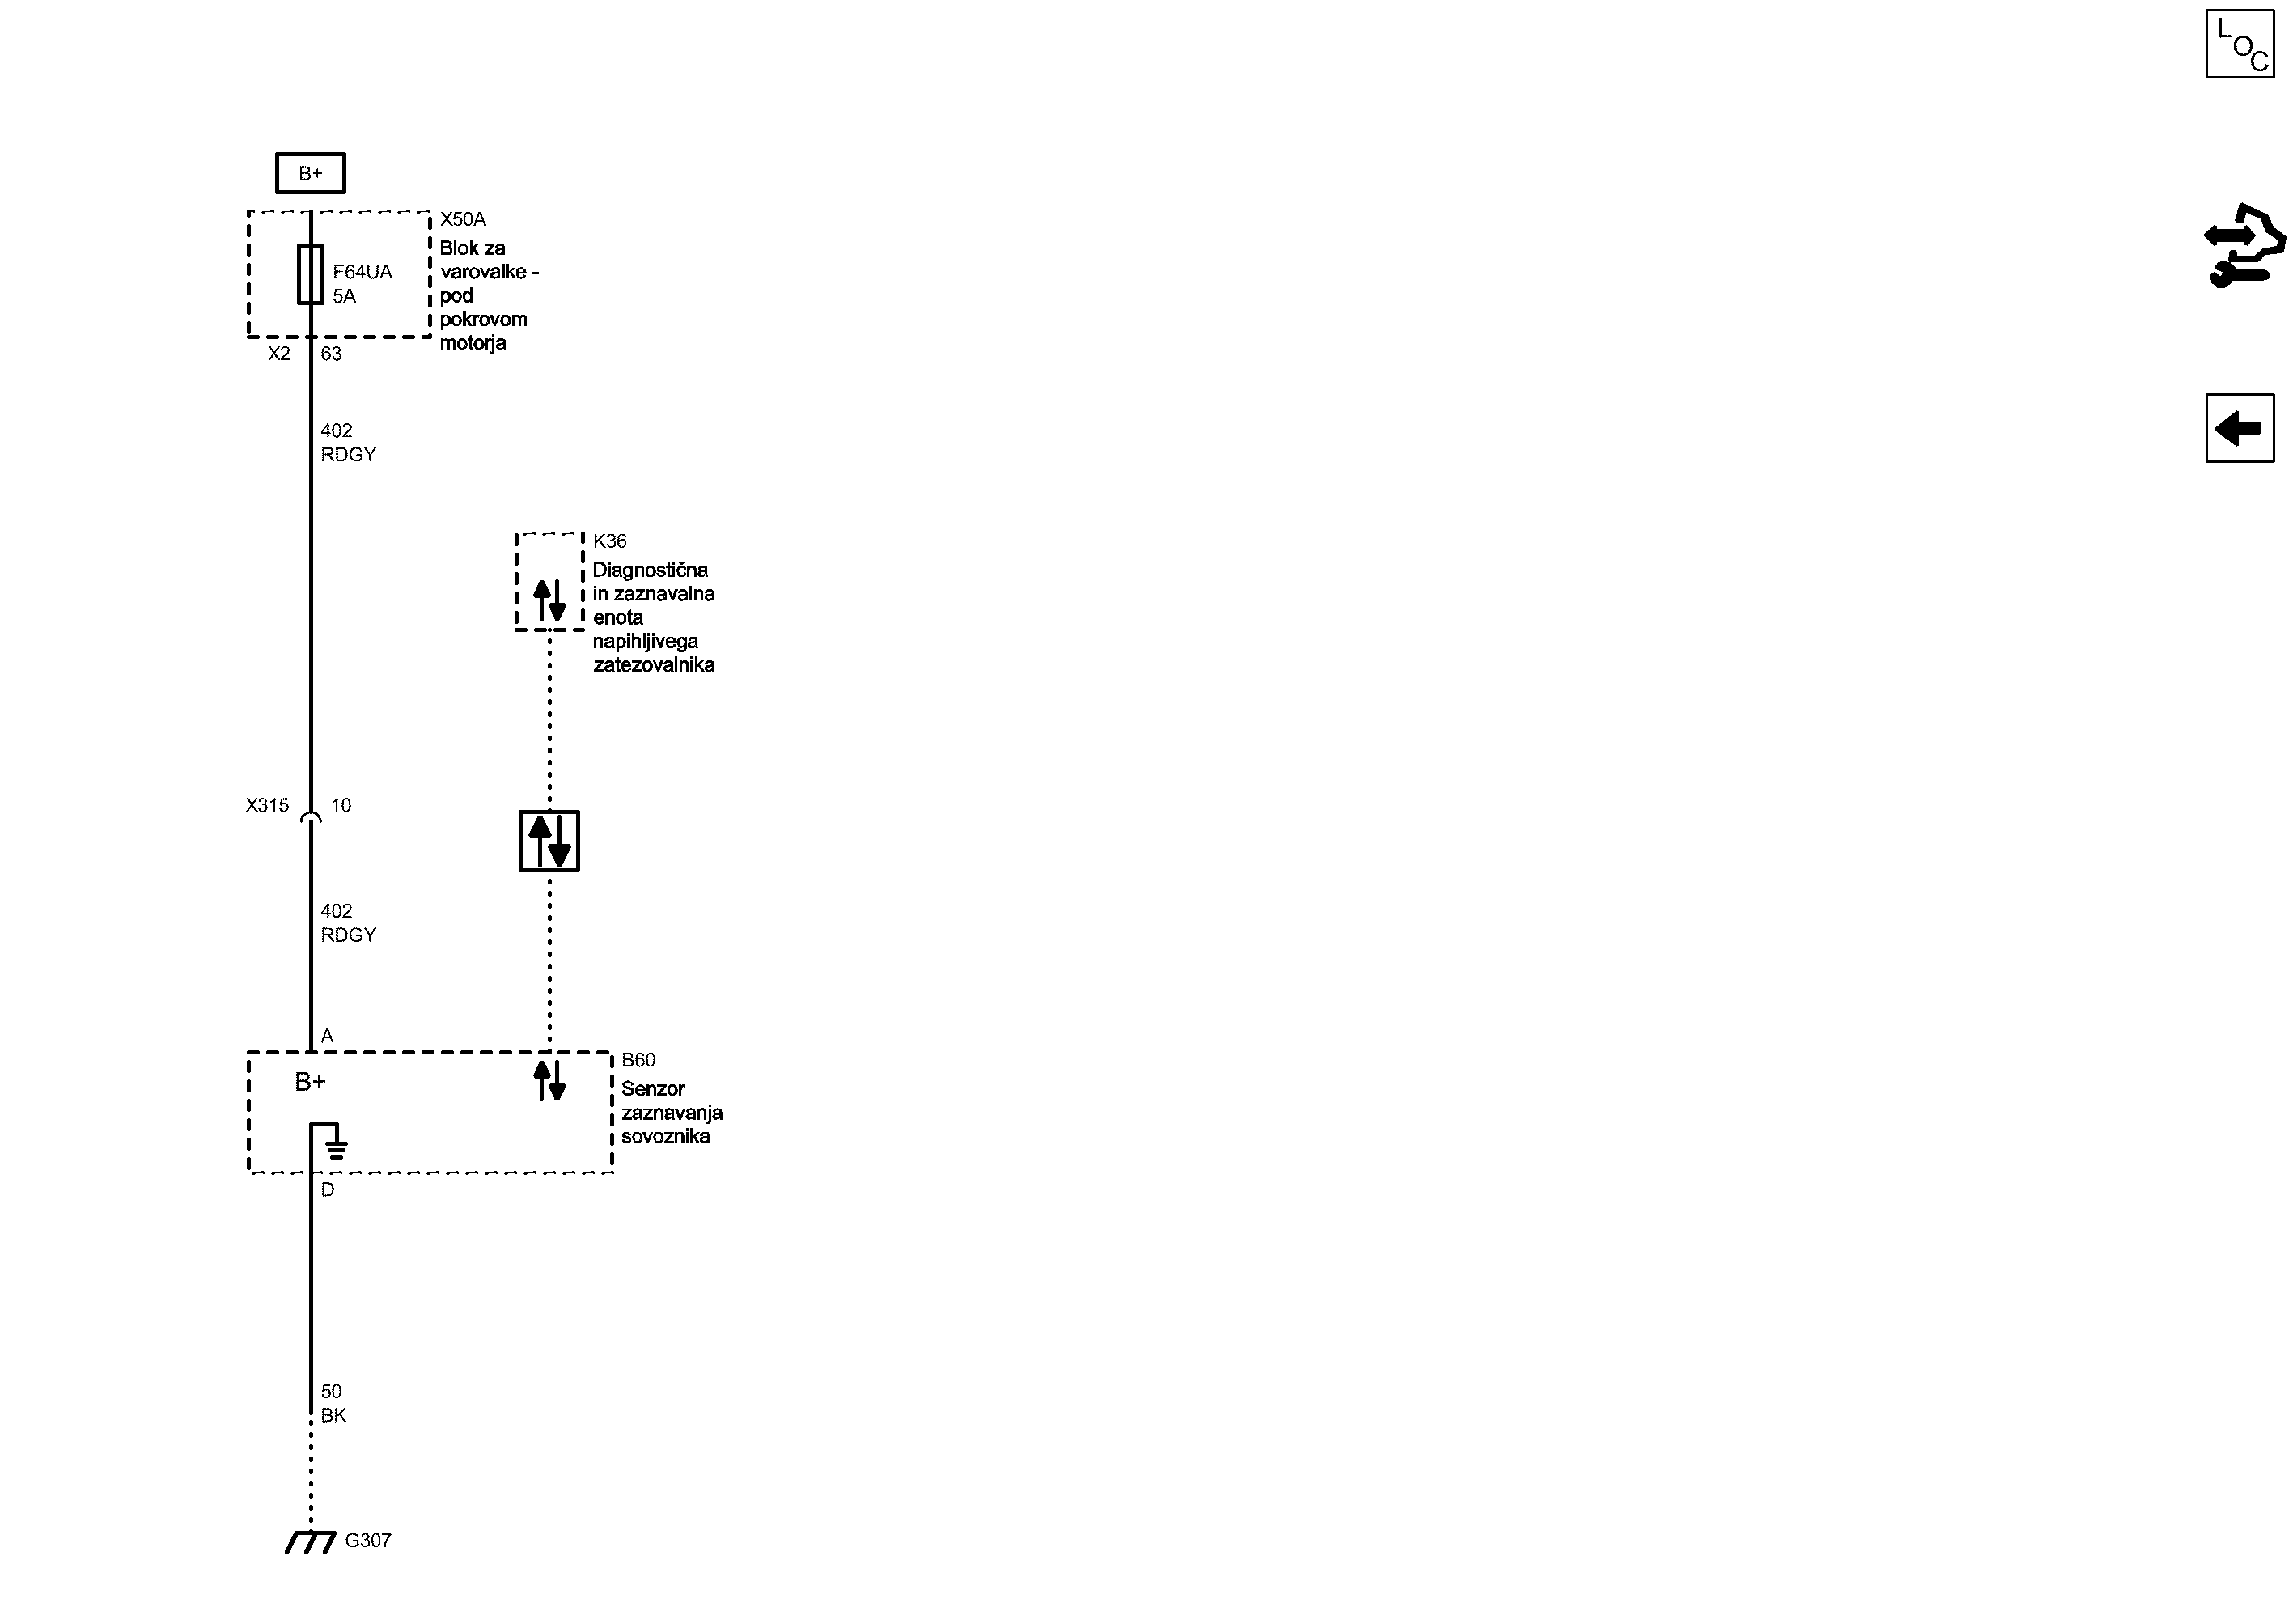 L
O
C
B+
X50A
Blok za
varovalke -
pod
pokrovom
motorja
F64UA
5A
X2 63
402
RDGY
K36
Diagnostična
in zaznavalna
enota
napihljivega
zatezovalnika
X315 10
402
RDGY
A
B+
B60
Senzor
zaznavanja
sovoznika
D
50
BK
G307